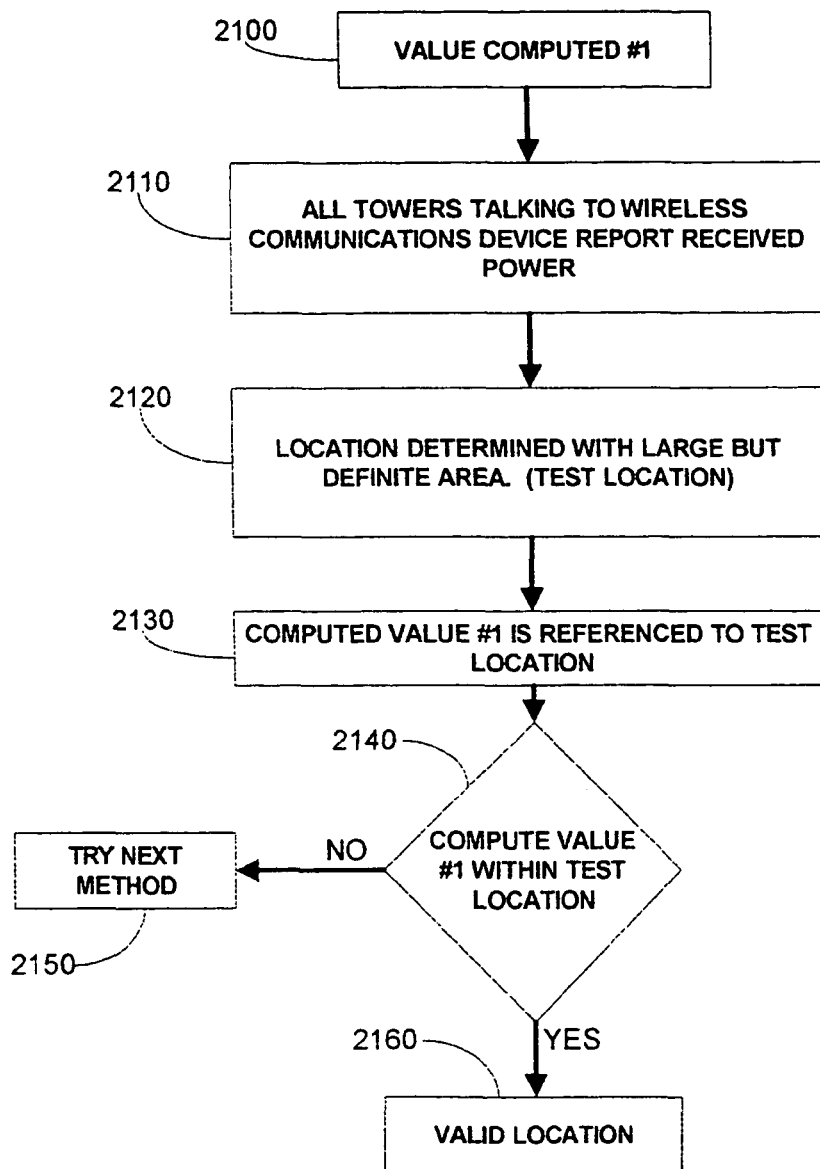 2100
VALUE COMPUTED #1
2110
ALL TOWERS TALKING TO WIRELESS
COMMUNICATIONS DEVICE REPORT RECEIVED
POWER
2120
LOCATION DETERMINED WITH LARGE BUT
DEFINITE AREA. (TEST LOCATION)
2130
COMPUTED VALUE #1 IS REFERENCED TO TEST
LOCATION
2140
COMPUTE VALUE
#1 WITHIN TEST
LOCATION
NO
TRY NEXT
METHOD
2150
YES
2160
VALID LOCATION